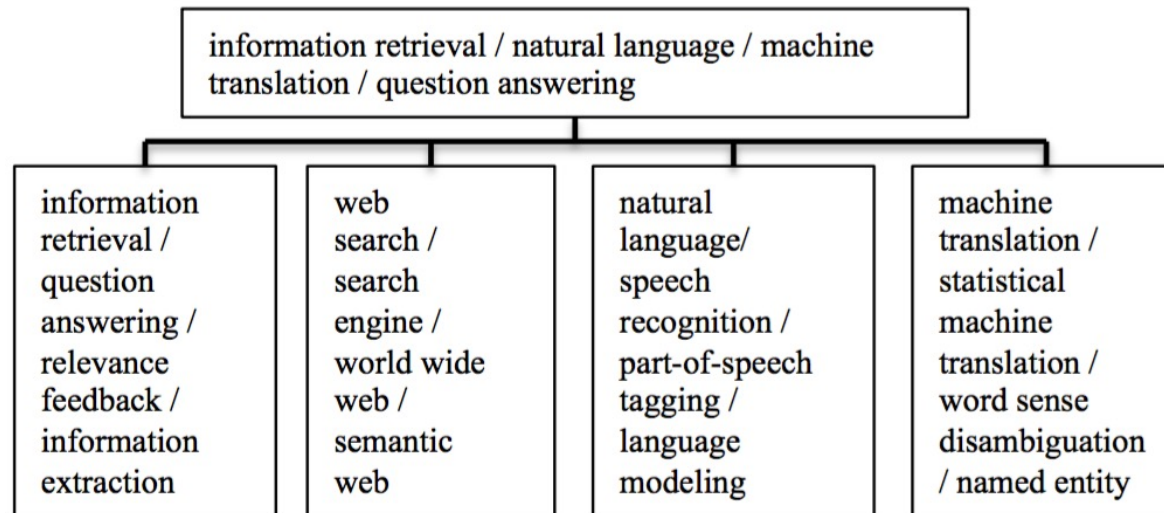 information retrieval / natural language / machine
translation / question answering
information
retrieval /
question
answering /
relevance
feedback /
information
extraction
web
search /
search
engine /
world wide
web /
semantic
web
natural
language/
speech
recognition /
part-of-speech
tagging /
language
modeling
machine
translation /
statistical
machine
translation /
word sense
disambiguation
/ named entity